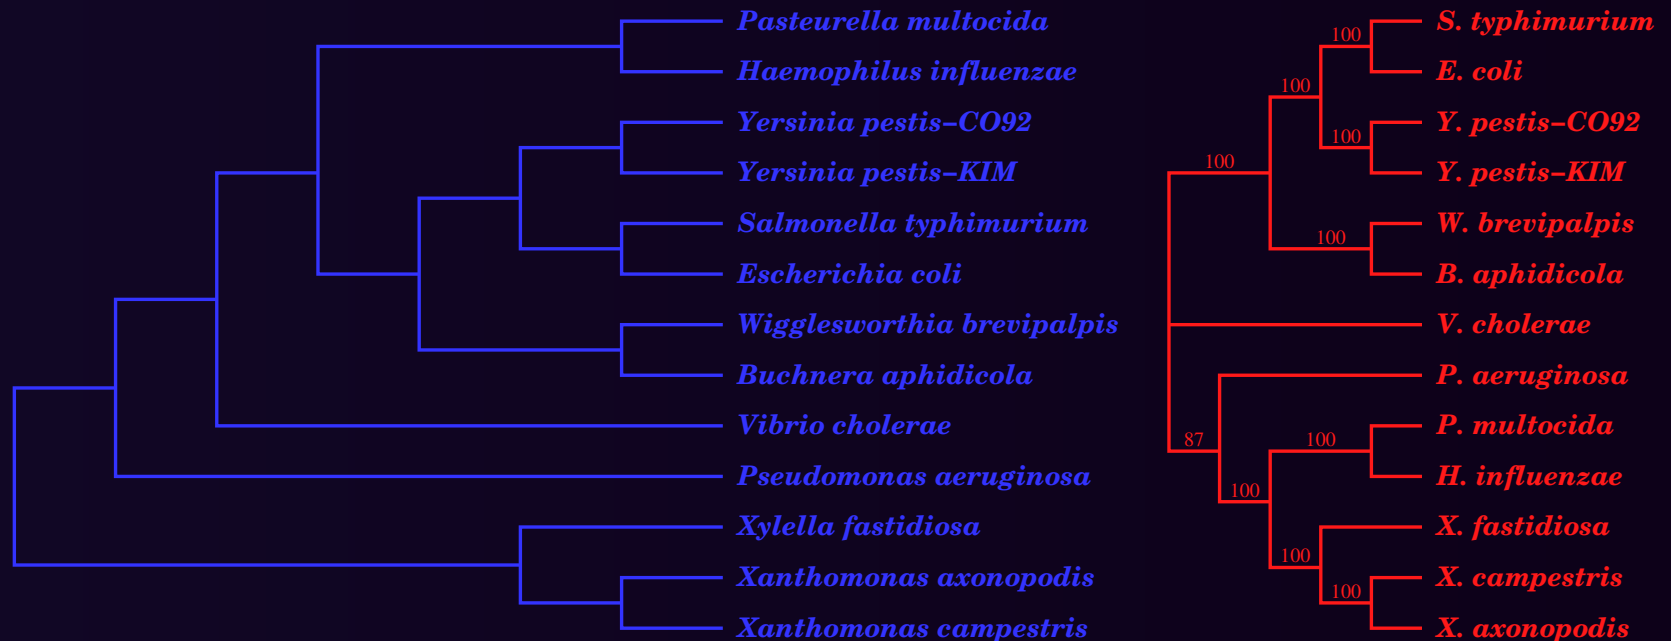 Pasteurella multocida
Haemophilus influenzae
Yersinia pestis–CO92
Yersinia pestis–KIM
Salmonella typhimurium
Escherichia coli
Wigglesworthia brevipalpis
Buchnera aphidicola
Vibrio cholerae
Pseudomonas aeruginosa
Xylella fastidiosa
Xanthomonas axonopodis
Xanthomonas campestris
S. typhimurium
100
E. coli
100
Y. pestis–CO92
100
Y. pestis–KIM
100
W. brevipalpis
100
B. aphidicola
V. cholerae
P. aeruginosa
P. multocida
87
100
H. influenzae
100
X. fastidiosa
100
X. campestris
100
X. axonopodis